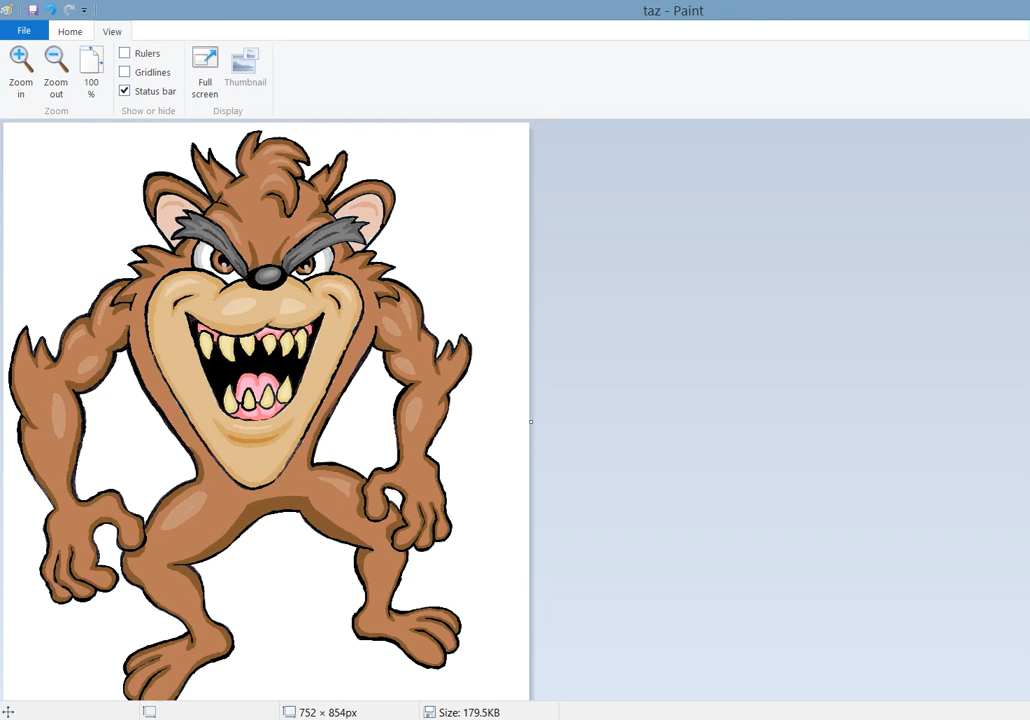 taz - Paint
File Home View
Zoom in
Zoom out
100 %
Rulers
Gridlines
Status bar
Full screen
Thumbnail
Zoom
Show or hide
Display
752 × 854px
Size: 179.5KB